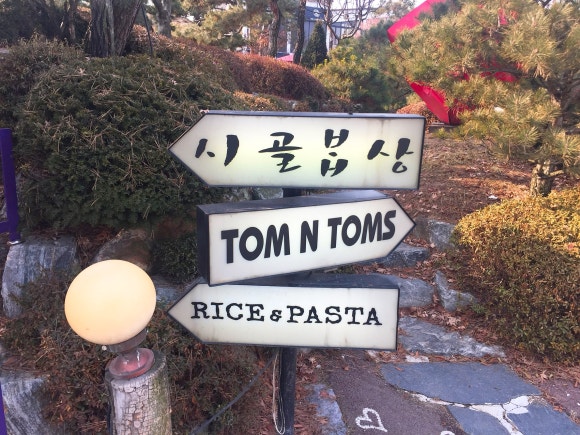 시골밥상
TOM N TOMS
RICE & PASTA